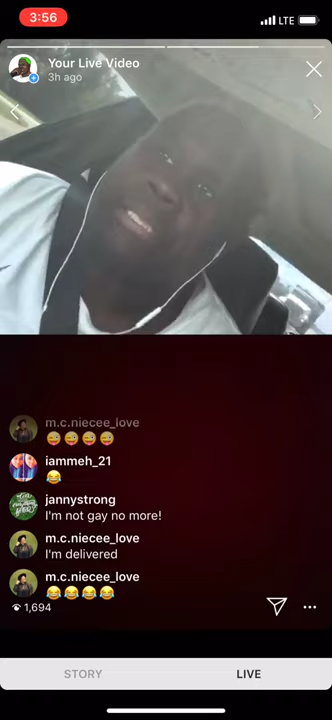 3:56
LTE
Your Live Video
3h ago
m.c.niecee_love
😜😜😜😜
iammeh_21
😂
jannystrong
I'm not gay no more!
m.c.niecee_love
I'm delivered
m.c.niecee_love
😂😂😂😂
1,694
STORY
LIVE